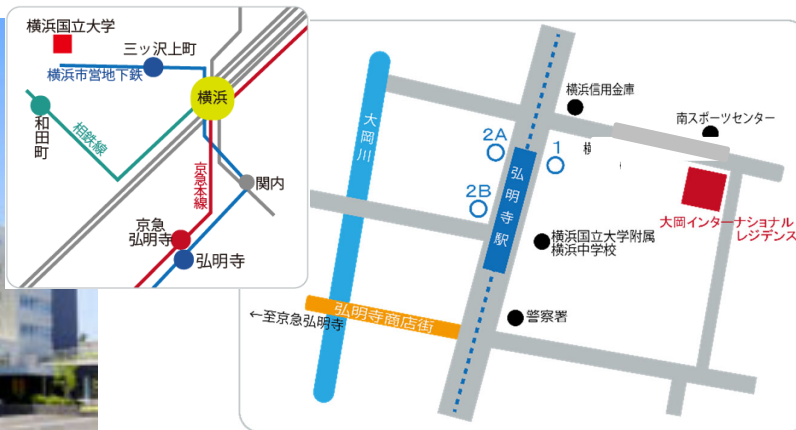 横浜国立大学
三ッ沢上町
横浜市営地下鉄
横浜
和田町
相鉄線
京急本線
関内
京急
弘明寺
弘明寺
大岡川
横浜信用金庫
南スポーツセンター
2A
1
横
2B
弘明寺駅
大岡インターナショナル
レジデンス
横浜国立大学附属
横浜中学校
弘明寺商店街
←至京急弘明寺
警察署